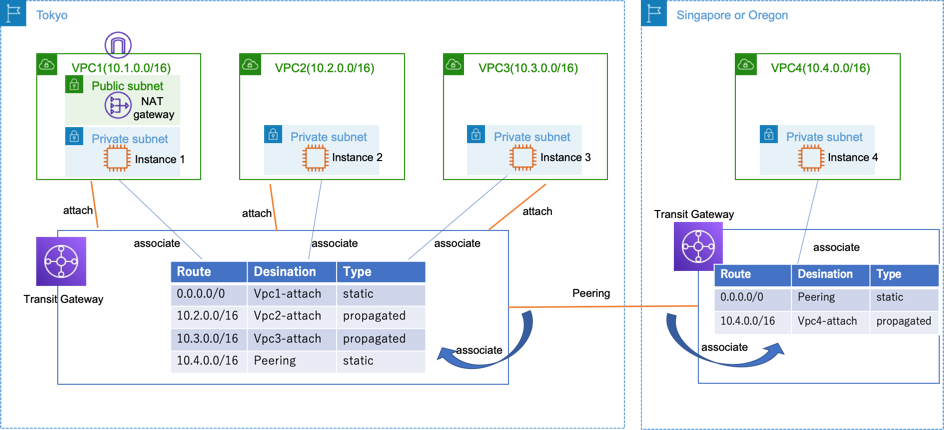 Tokyo
Singapore or Oregon
VPC1(10.1.0.0/16)
VPC2(10.2.0.0/16)
VPC3(10.3.0.0/16)
VPC4(10.4.0.0/16)
Public subnet
NAT
gateway
Private subnet
Instance 1
Private subnet
Instance 2
Private subnet
Instance 3
Private subnet
Instance 4
attach
attach
attach
Transit Gateway
associate
associate
associate
associate
Transit Gateway
Route Desination Type
0.0.0.0/0 Vpc1-attach static
10.2.0.0/16 Vpc2-attach propagated
10.3.0.0/16 Vpc3-attach propagated
10.4.0.0/16 Peering static
associate
Peering
Route Desination Type
0.0.0.0/0 Peering static
10.4.0.0/16 Vpc4-attach propagated
associate